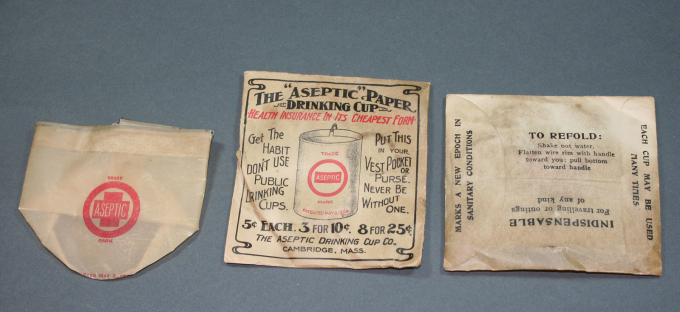 TRADE
ASEPTIC
MARK
THE "ASEPTIC" PAPER
DRINKING CUP
HEALTH INSURANCE IN ITS CHEAPEST FORM
Get The
HABIT
DON'T USE
PUBLIC
DRINKING
CUPS.
TRADE
ASEPTIC
MARK
PUT THIS
IN YOUR
VEST POCKET
OR
PURSE.
NEVER BE
WITHOUT
ONE.
5¢ EACH. 3 FOR 10¢. 8 FOR 25¢
THE ASEPTIC DRINKING CUP CO.
CAMBRIDGE, MASS.
MARKS A NEW EPOCH IN
SANITARY CONDITIONS
TO REFOLD:
Shake out water.
Flatten wire rim with handle
toward you: pull bottom
toward handle
INDISPENSABLE
For travelling or outings
of any kind
EACH CUP MAY BE USED
MANY TIMES